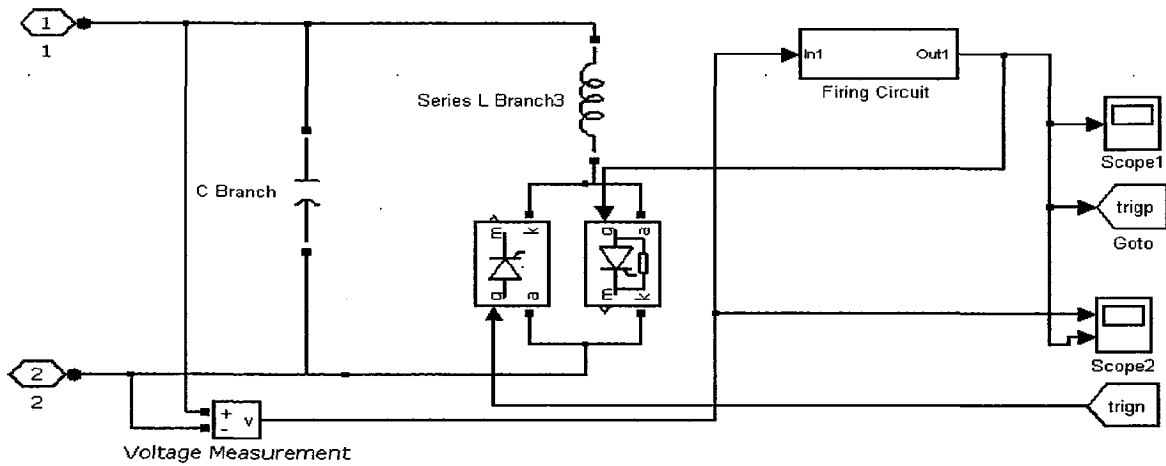 1
1
In1
Out1
Firing Circuit
Series L Branch3
Scope1
C Branch
m
k
g
a
trigp
Goto
g
a
m
k
Scope2
2
2
trign
+
-
v
Voltage Measurement